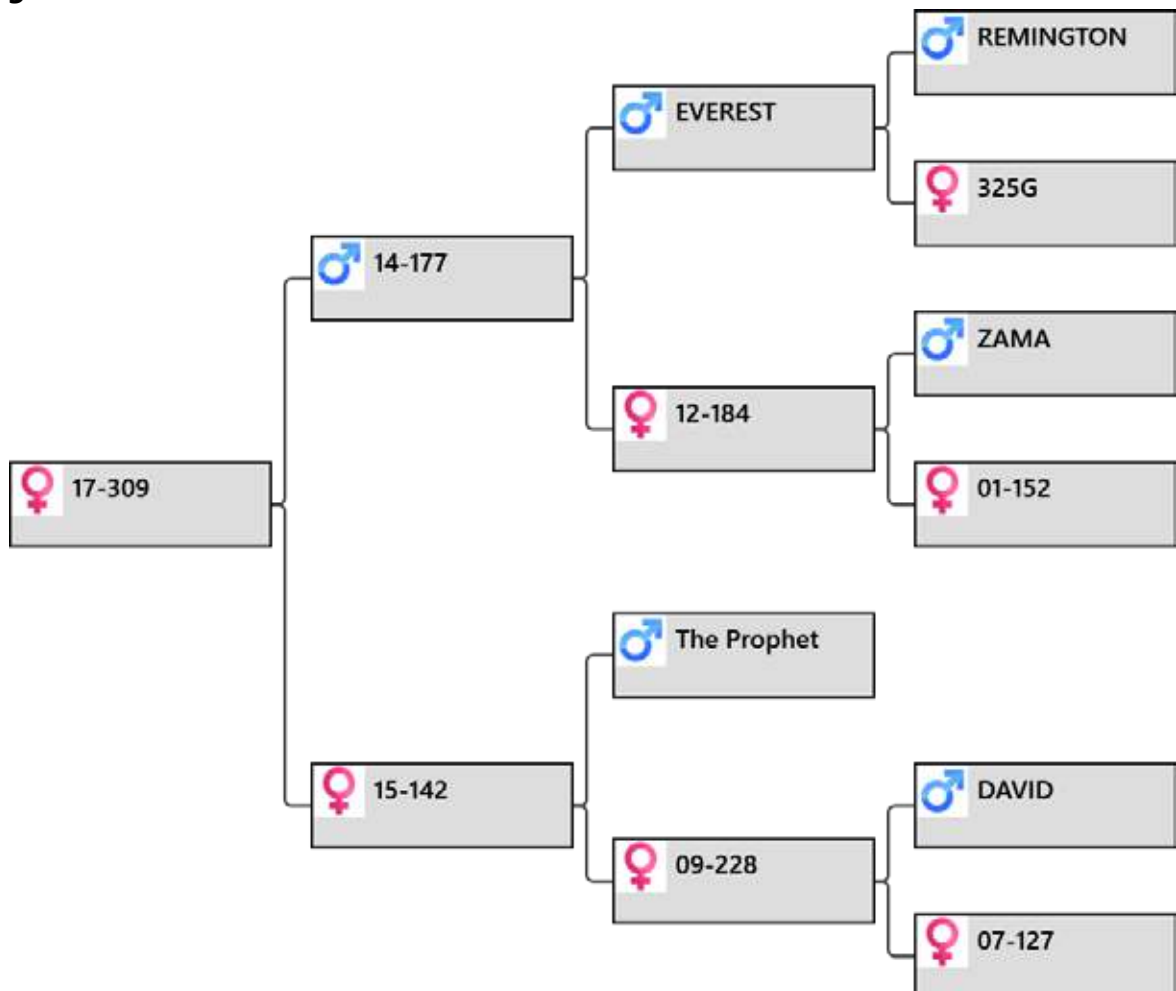 REMINGTON
EVEREST
325G
14-177
ZAMA
12-184
01-152
17-309
The Prophet
15-142
DAVID
09-228
07-127